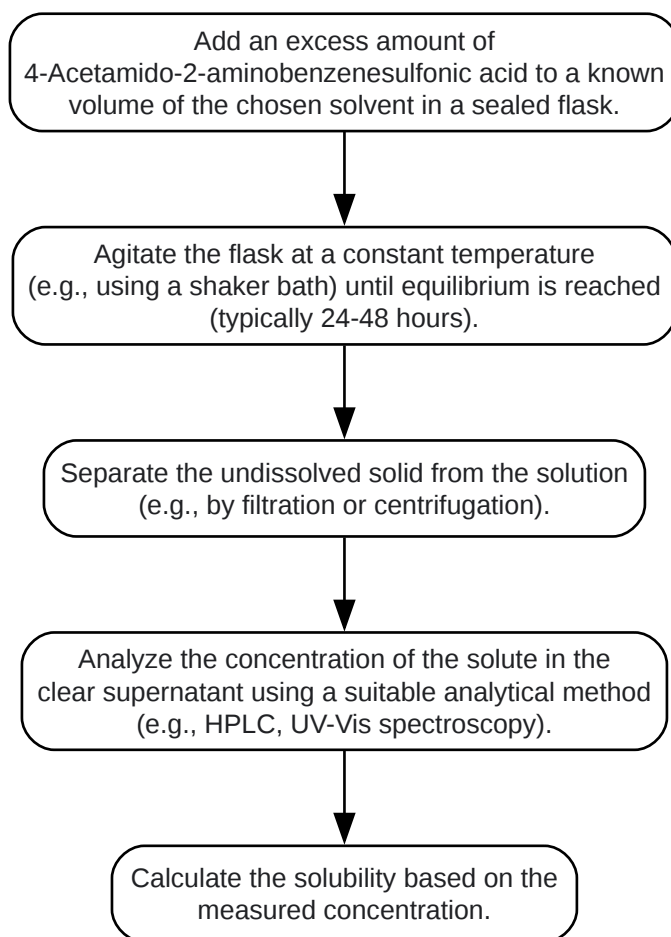 Add an excess amount of
4-Acetamido-2-aminobenzenesulfonic acid to a known
volume of the chosen solvent in a sealed flask.
Agitate the flask at a constant temperature
(e.g., using a shaker bath) until equilibrium is reached
(typically 24-48 hours).
Separate the undissolved solid from the solution
(e.g., by filtration or centrifugation).
Analyze the concentration of the solute in the
clear supernatant using a suitable analytical method
(e.g., HPLC, UV-Vis spectroscopy).
Calculate the solubility based on the
measured concentration.